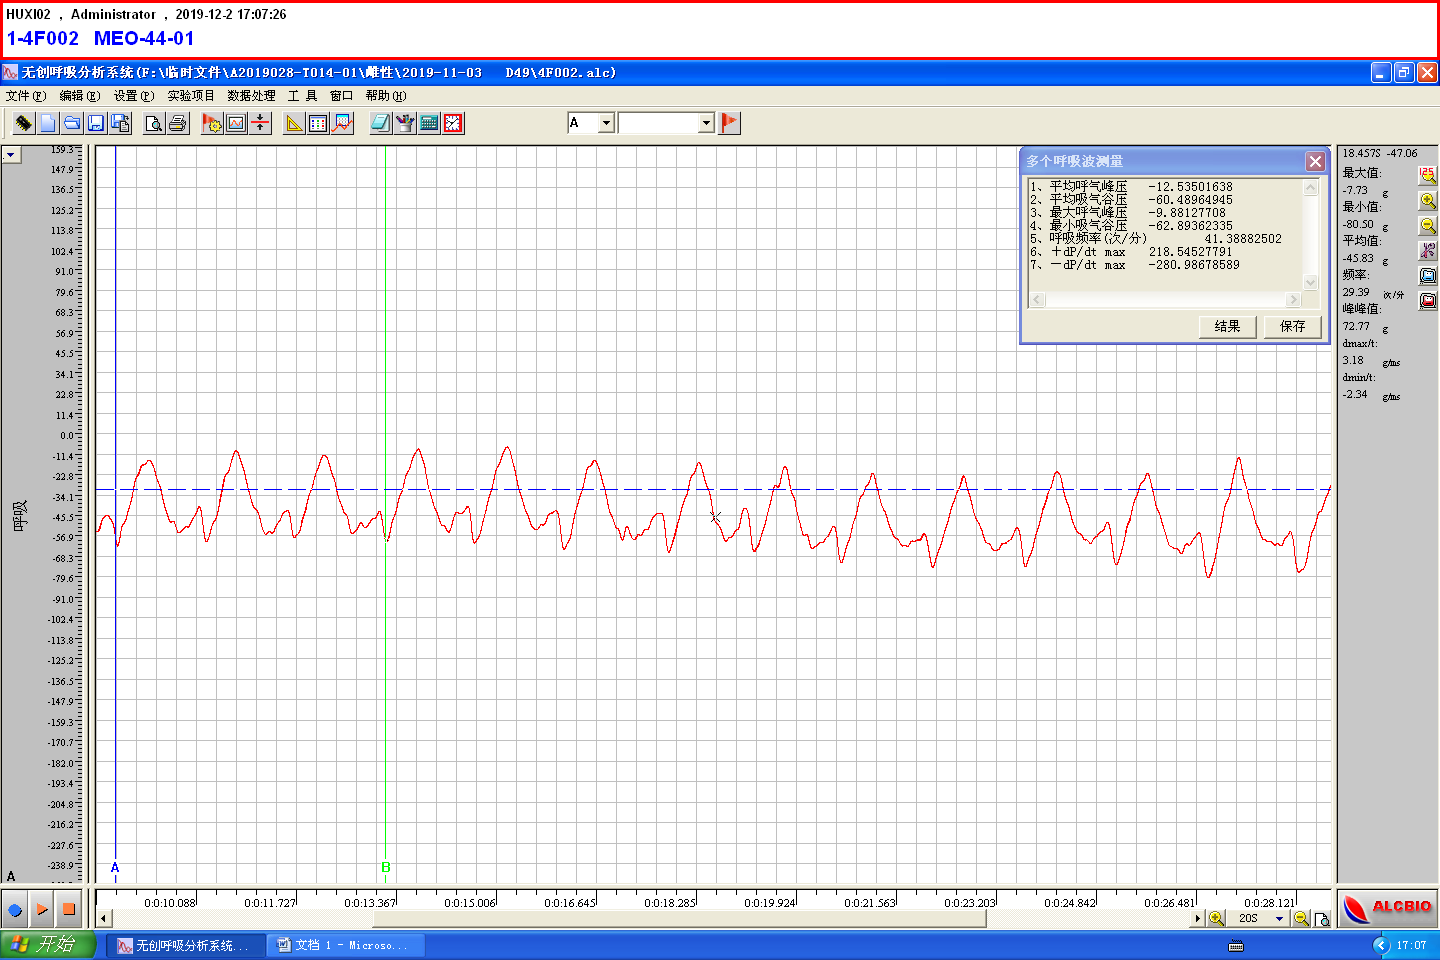 HUXI02 , Administrator , 2019-12-2 17:07:26
1-4F002 MEO-44-01
无创呼吸分析系统(F:\临时文件\A2019028-T014-01\雌性\2019-11-03 D49\4F002.alc)
文件(F) 编辑(E) 设置(P) 实验项目 数据处理 工 具 窗口 帮助(H)
A
159.3
147.9
136.5
125.2
113.8
102.4
91.0
79.6
68.3
56.9
45.5
34.1
22.8
11.4
0.0
-11.4
-22.8
-34.1
-45.5
-56.9
-68.3
-79.6
-91.0
-102.4
-113.8
-125.2
-136.5
-147.9
-159.3
-170.7
-182.0
-193.4
-204.8
-216.2
-227.6
-238.9
呼吸
A
A
B
多个呼吸波测量
1、平均呼气峰压 -12.53501638
2、平均吸气谷压 -60.48964945
3、最大呼气峰压 -9.88127708
4、最小吸气谷压 -62.89362335
5、呼吸频率(次/分) 41.38882502
6、＋dP/dt max 218.54527791
7、－dP/dt max -280.98678589
结果 保存
18.457S -47.06
125
最大值:
-7.73 g
最小值:
-80.50 g
平均值:
-45.83 g
频率:
29.39 次/分
峰峰值:
72.77 g
dmax/t:
3.18 g/ms
dmin/t:
-2.34 g/ms
0:0:10.088 0:0:11.727 0:0:13.367 0:0:15.006 0:0:16.645 0:0:18.285 0:0:19.924 0:0:21.563 0:0:23.203 0:0:24.842 0:0:26.481 0:0:28.121
20S
ALCBIO
开始 无创呼吸分析系统... 文档 1 - Microso... 17:07